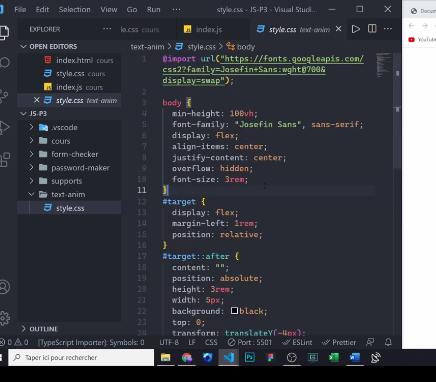 File Edit Selection View Go Run ··· style.css - JS-P3 - Visual Studi...
EXPLORER ···
le.css cours
index.js
style.css text-anim
text-anim > style.css > body
OPEN EDITORS
index.html cours
style.css cours
index.js cours
style.css text-anim
JS-P3
.vscode
cours
form-checker
password-maker
supports
text-anim
style.css
OUTLINE
1 @import url("https://fonts.googleapis.com/
css2?family=Josefin+Sans:wght@700&
display=swap");
2
3 body {
4 min-height: 100vh;
5 font-family: "Josefin Sans", sans-serif;
6 display: flex;
7 align-items: center;
8 justify-content: center;
9 overflow: hidden;
10 font-size: 3rem;
11 }
12 #target {
13 display: flex;
14 margin-left: 1rem;
15 position: relative;
16 }
17 #target::after {
18 content: "";
19 position: absolute;
20 height: 3rem;
21 width: 5px;
22 background: black;
23 top: 0;
24 transform: translateY(-4px);
0 0 [TypeScript Importer]: Symbols: 0 UTF-8 LF CSS Port : 5501 ESLint Prettier
Taper ici pour rechercher
Docum
YouTube